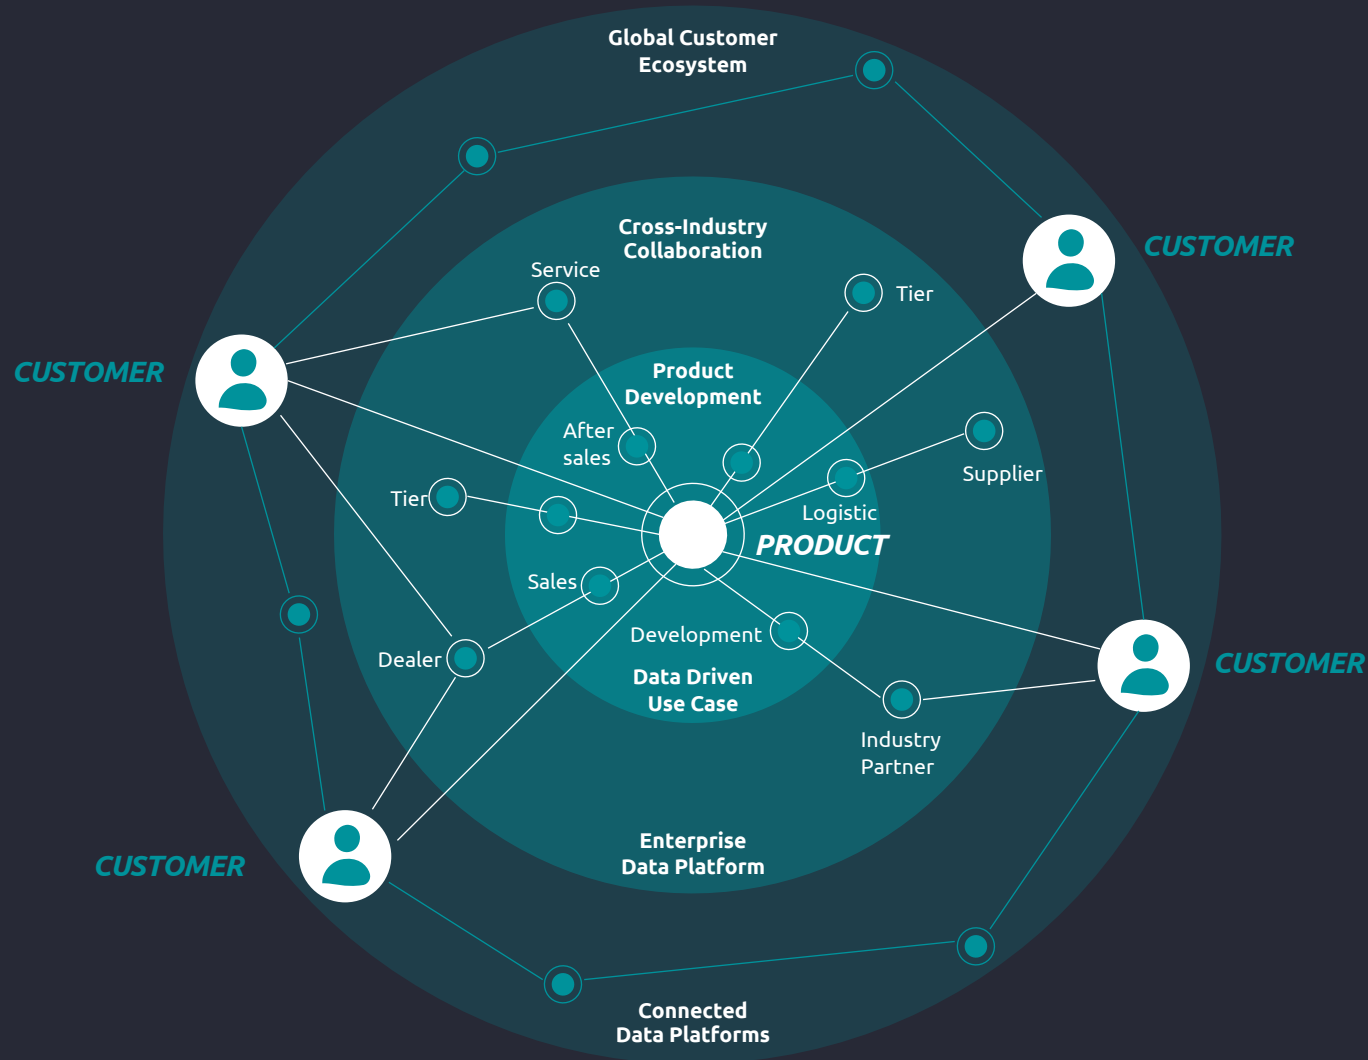 Global Customer
Ecosystem
Cross-Industry
Collaboration
CUSTOMER
Service
Tier
Product
Development
CUSTOMER
After
sales
Supplier
Tier
Logistic
PRODUCT
Sales
Development
Dealer
CUSTOMER
Data Driven
Use Case
Industry
Partner
Enterprise
Data Platform
CUSTOMER
Connected
Data Platforms